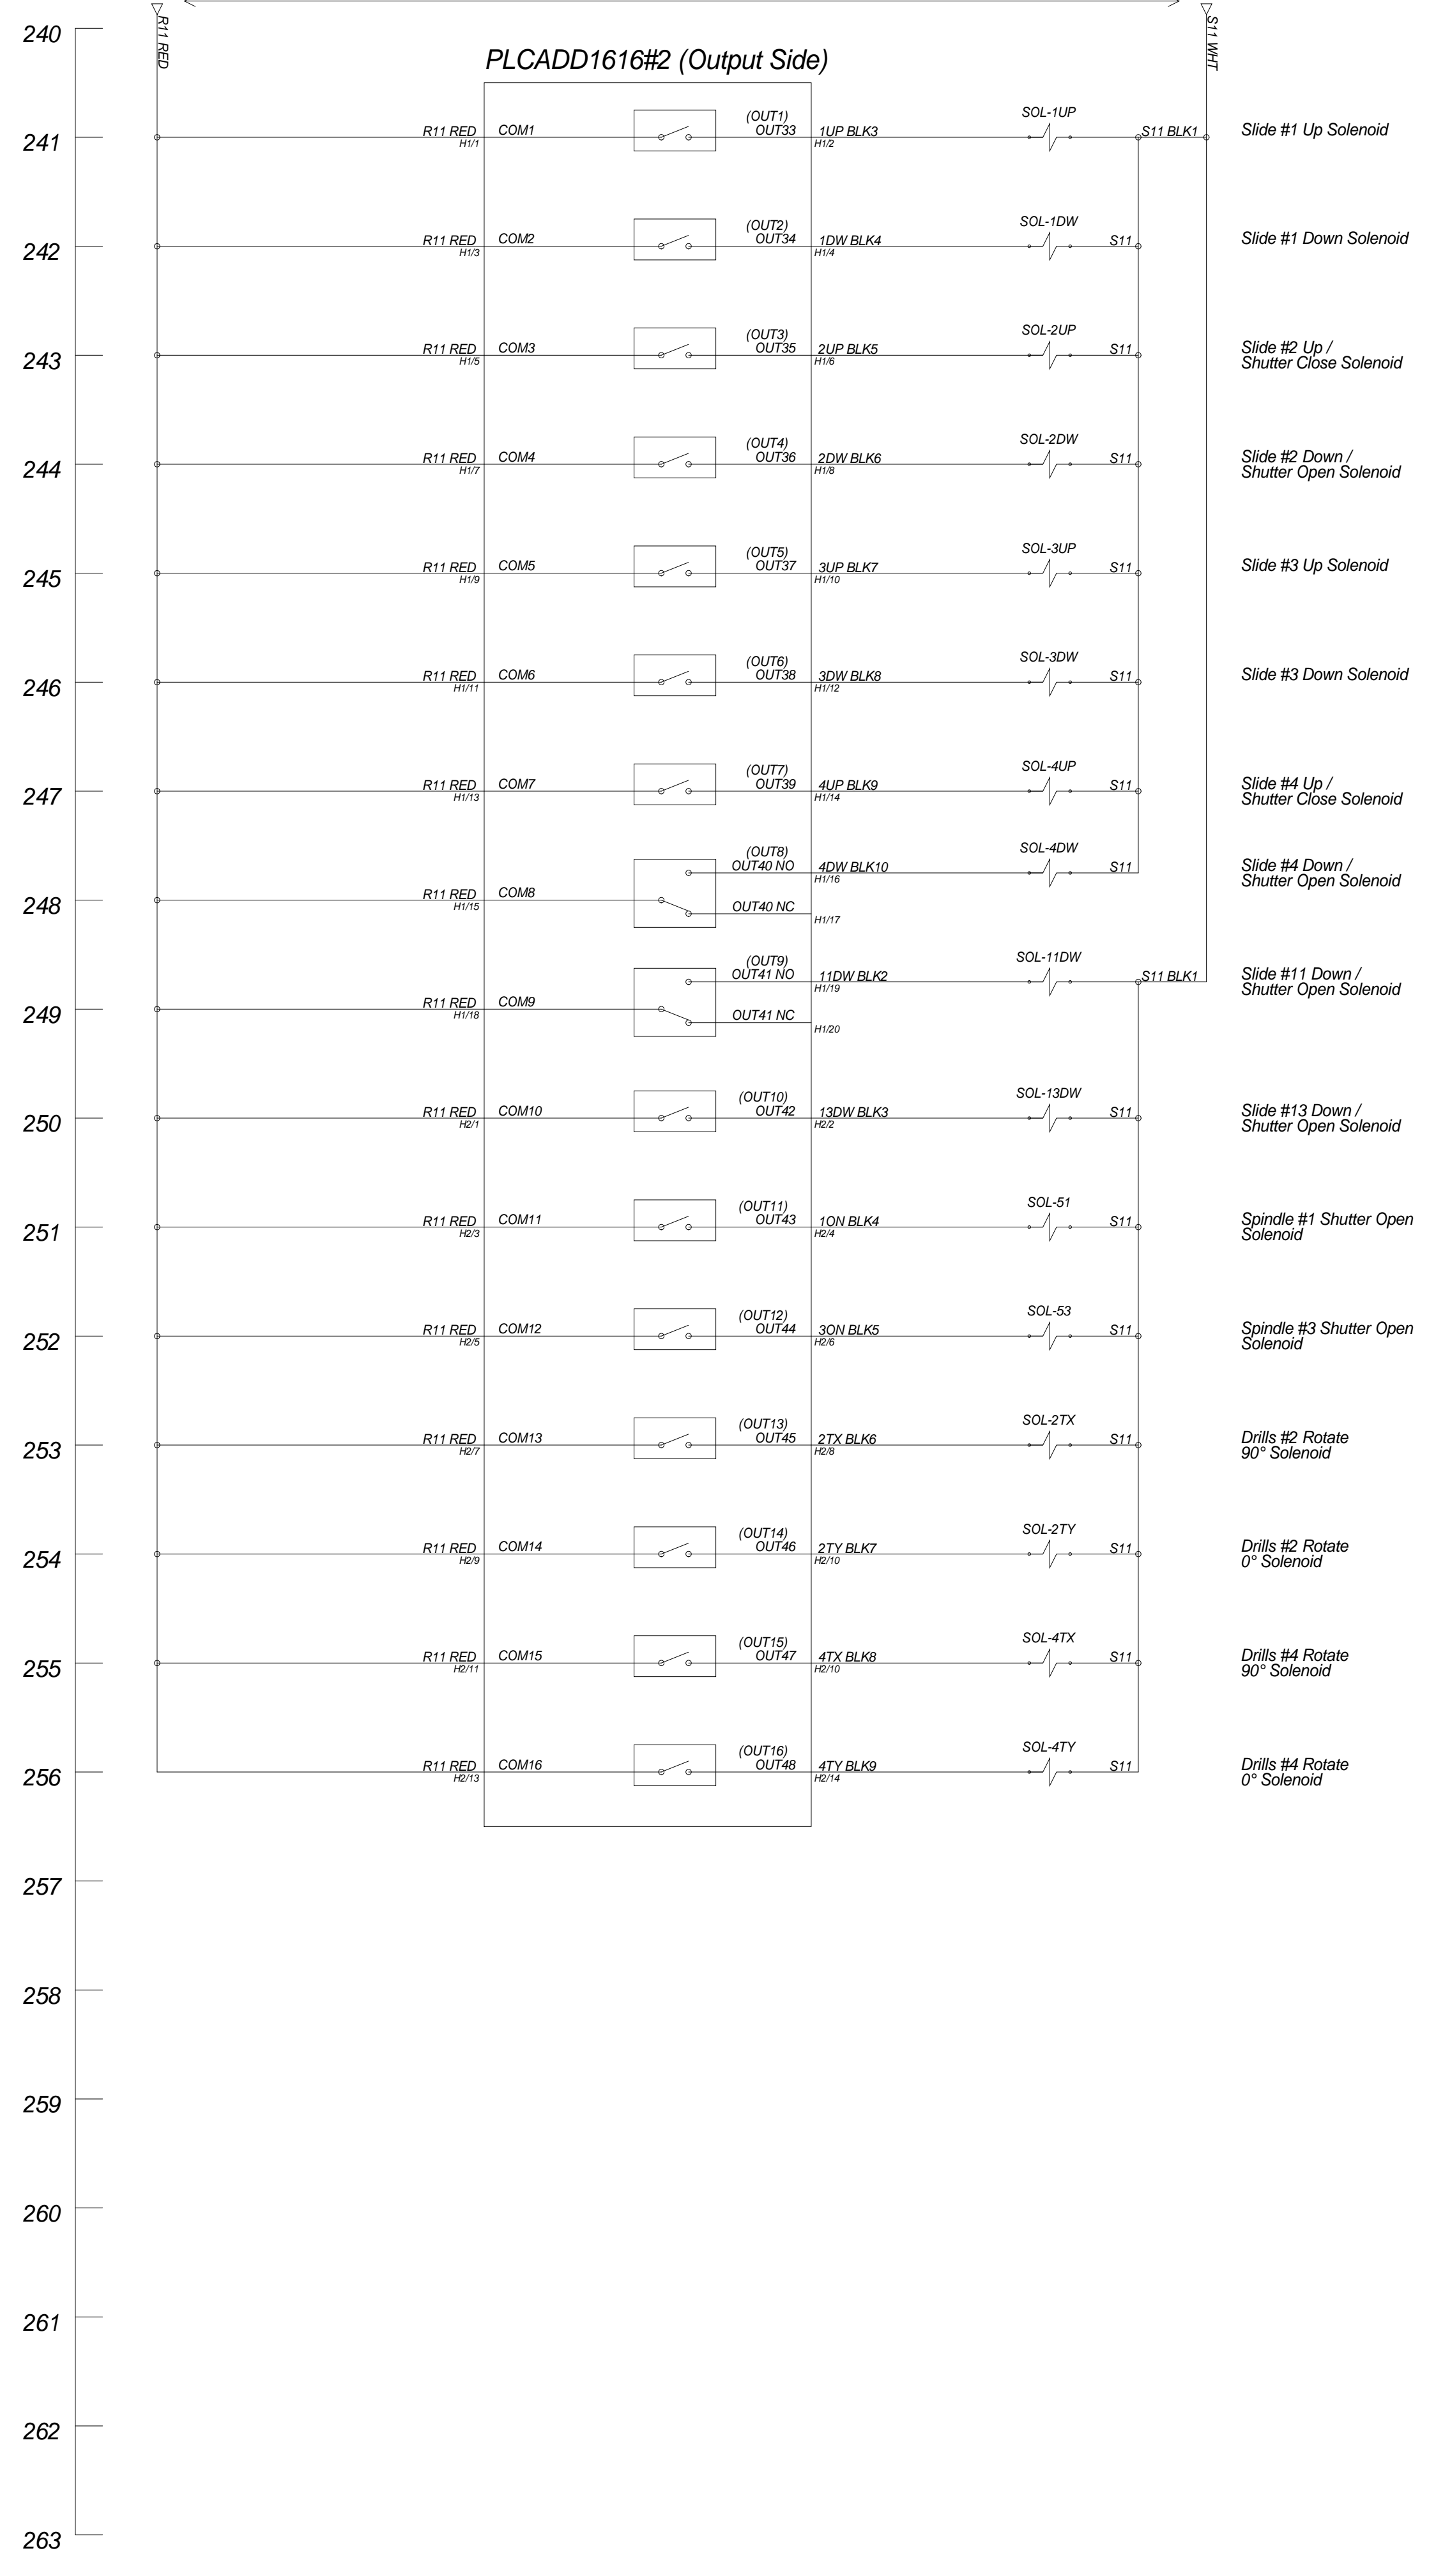 R11 RED
S11 WHT
240
PLCADD1616#2 (Output Side)
241
R11 RED
H1/1
COM1
(OUT1)
OUT33
1UP BLK3
H1/2
SOL-1UP
S11 BLK1
Slide #1 Up Solenoid
242
R11 RED
H1/3
COM2
(OUT2)
OUT34
1DW BLK4
H1/4
SOL-1DW
S11
Slide #1 Down Solenoid
243
R11 RED
H1/5
COM3
(OUT3)
OUT35
2UP BLK5
H1/6
SOL-2UP
S11
Slide #2 Up /
Shutter Close Solenoid
244
R11 RED
H1/7
COM4
(OUT4)
OUT36
2DW BLK6
H1/8
SOL-2DW
S11
Slide #2 Down /
Shutter Open Solenoid
245
R11 RED
H1/9
COM5
(OUT5)
OUT37
3UP BLK7
H1/10
SOL-3UP
S11
Slide #3 Up Solenoid
246
R11 RED
H1/11
COM6
(OUT6)
OUT38
3DW BLK8
H1/12
SOL-3DW
S11
Slide #3 Down Solenoid
247
R11 RED
H1/13
COM7
(OUT7)
OUT39
4UP BLK9
H1/14
SOL-4UP
S11
Slide #4 Up /
Shutter Close Solenoid
248
R11 RED
H1/15
COM8
(OUT8)
OUT40 NO
4DW BLK10
H1/16
SOL-4DW
S11
Slide #4 Down /
Shutter Open Solenoid
OUT40 NC
H1/17
249
R11 RED
H1/18
COM9
(OUT9)
OUT41 NO
11DW BLK2
H1/19
SOL-11DW
S11 BLK1
Slide #11 Down /
Shutter Open Solenoid
OUT41 NC
H1/20
250
R11 RED
H2/1
COM10
(OUT10)
OUT42
13DW BLK3
H2/2
SOL-13DW
S11
Slide #13 Down /
Shutter Open Solenoid
251
R11 RED
H2/3
COM11
(OUT11)
OUT43
1ON BLK4
H2/4
SOL-51
S11
Spindle #1 Shutter Open
Solenoid
252
R11 RED
H2/5
COM12
(OUT12)
OUT44
3ON BLK5
H2/6
SOL-53
S11
Spindle #3 Shutter Open
Solenoid
253
R11 RED
H2/7
COM13
(OUT13)
OUT45
2TX BLK6
H2/8
SOL-2TX
S11
Drills #2 Rotate
90° Solenoid
254
R11 RED
H2/9
COM14
(OUT14)
OUT46
2TY BLK7
H2/10
SOL-2TY
S11
Drills #2 Rotate
0° Solenoid
255
R11 RED
H2/11
COM15
(OUT15)
OUT47
4TX BLK8
H2/10
SOL-4TX
S11
Drills #4 Rotate
90° Solenoid
256
R11 RED
H2/13
COM16
(OUT16)
OUT48
4TY BLK9
H2/14
SOL-4TY
S11
Drills #4 Rotate
0° Solenoid
257
258
259
260
261
262
263